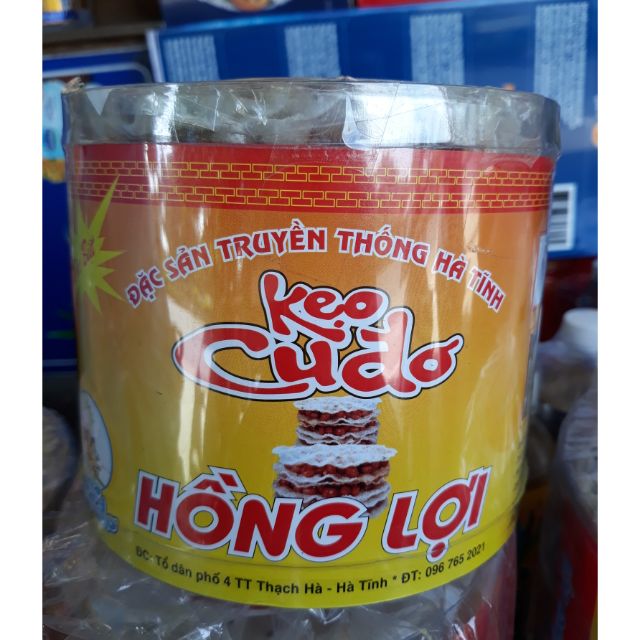 ĐẶC SẢN TRUYỀN THỐNG HÀ TĨNH
Kẹo
Cu đơ
HỒNG LỢI
ĐC: Tổ dân phố 4 TT Thạch Hà - Hà Tĩnh * ĐT: 096 765 2021